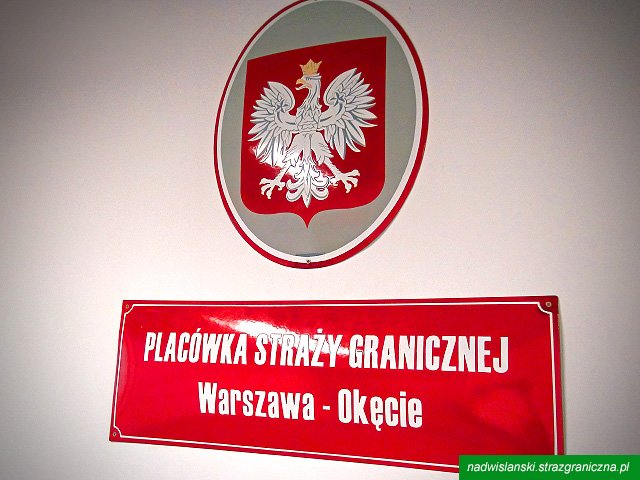 PLACÓWKA STRAŻY GRANICZNEJ
Warszawa - Okęcie
nadwislanski.strazgraniczna.pl